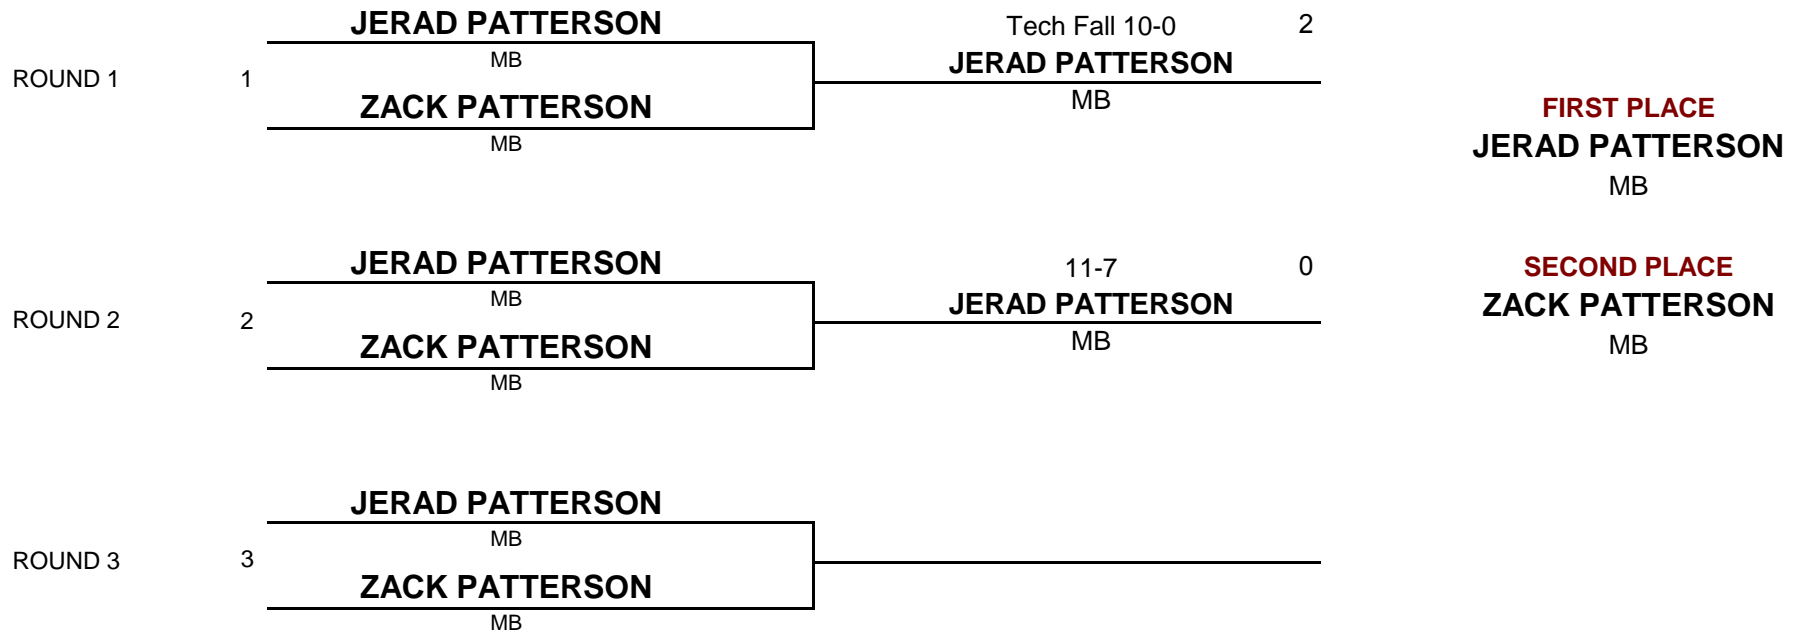 JERAD PATTERSON
MB
ROUND 1
1
ZACK PATTERSON
MB
Tech Fall 10-0
2
JERAD PATTERSON
MB
FIRST PLACE
JERAD PATTERSON
MB
JERAD PATTERSON
MB
ROUND 2
2
ZACK PATTERSON
MB
11-7
0
JERAD PATTERSON
MB
SECOND PLACE
ZACK PATTERSON
MB
JERAD PATTERSON
MB
ROUND 3
3
ZACK PATTERSON
MB